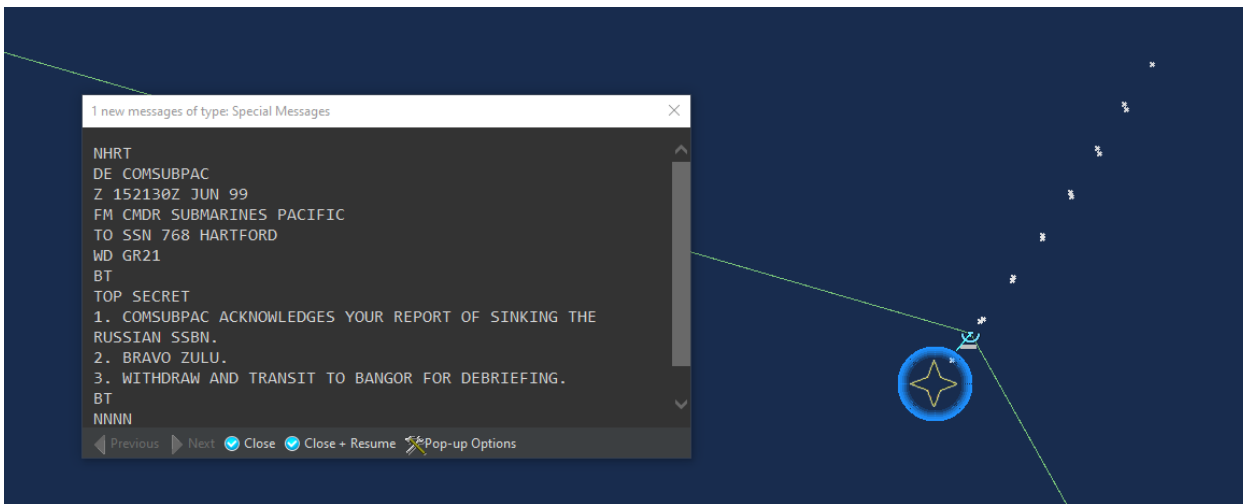 1 new messages of type: Special Messages
NHRT
DE COMSUBPAC
Z 152130Z JUN 99
FM CMDR SUBMARINES PACIFIC
TO SSN 768 HARTFORD
WD GR21
BT
TOP SECRET
1. COMSUBPAC ACKNOWLEDGES YOUR REPORT OF SINKING THE
RUSSIAN SSBN.
2. BRAVO ZULU.
3. WITHDRAW AND TRANSIT TO BANGOR FOR DEBRIEFING.
BT
NNNN
Previous Next Close Close + Resume Pop-up Options